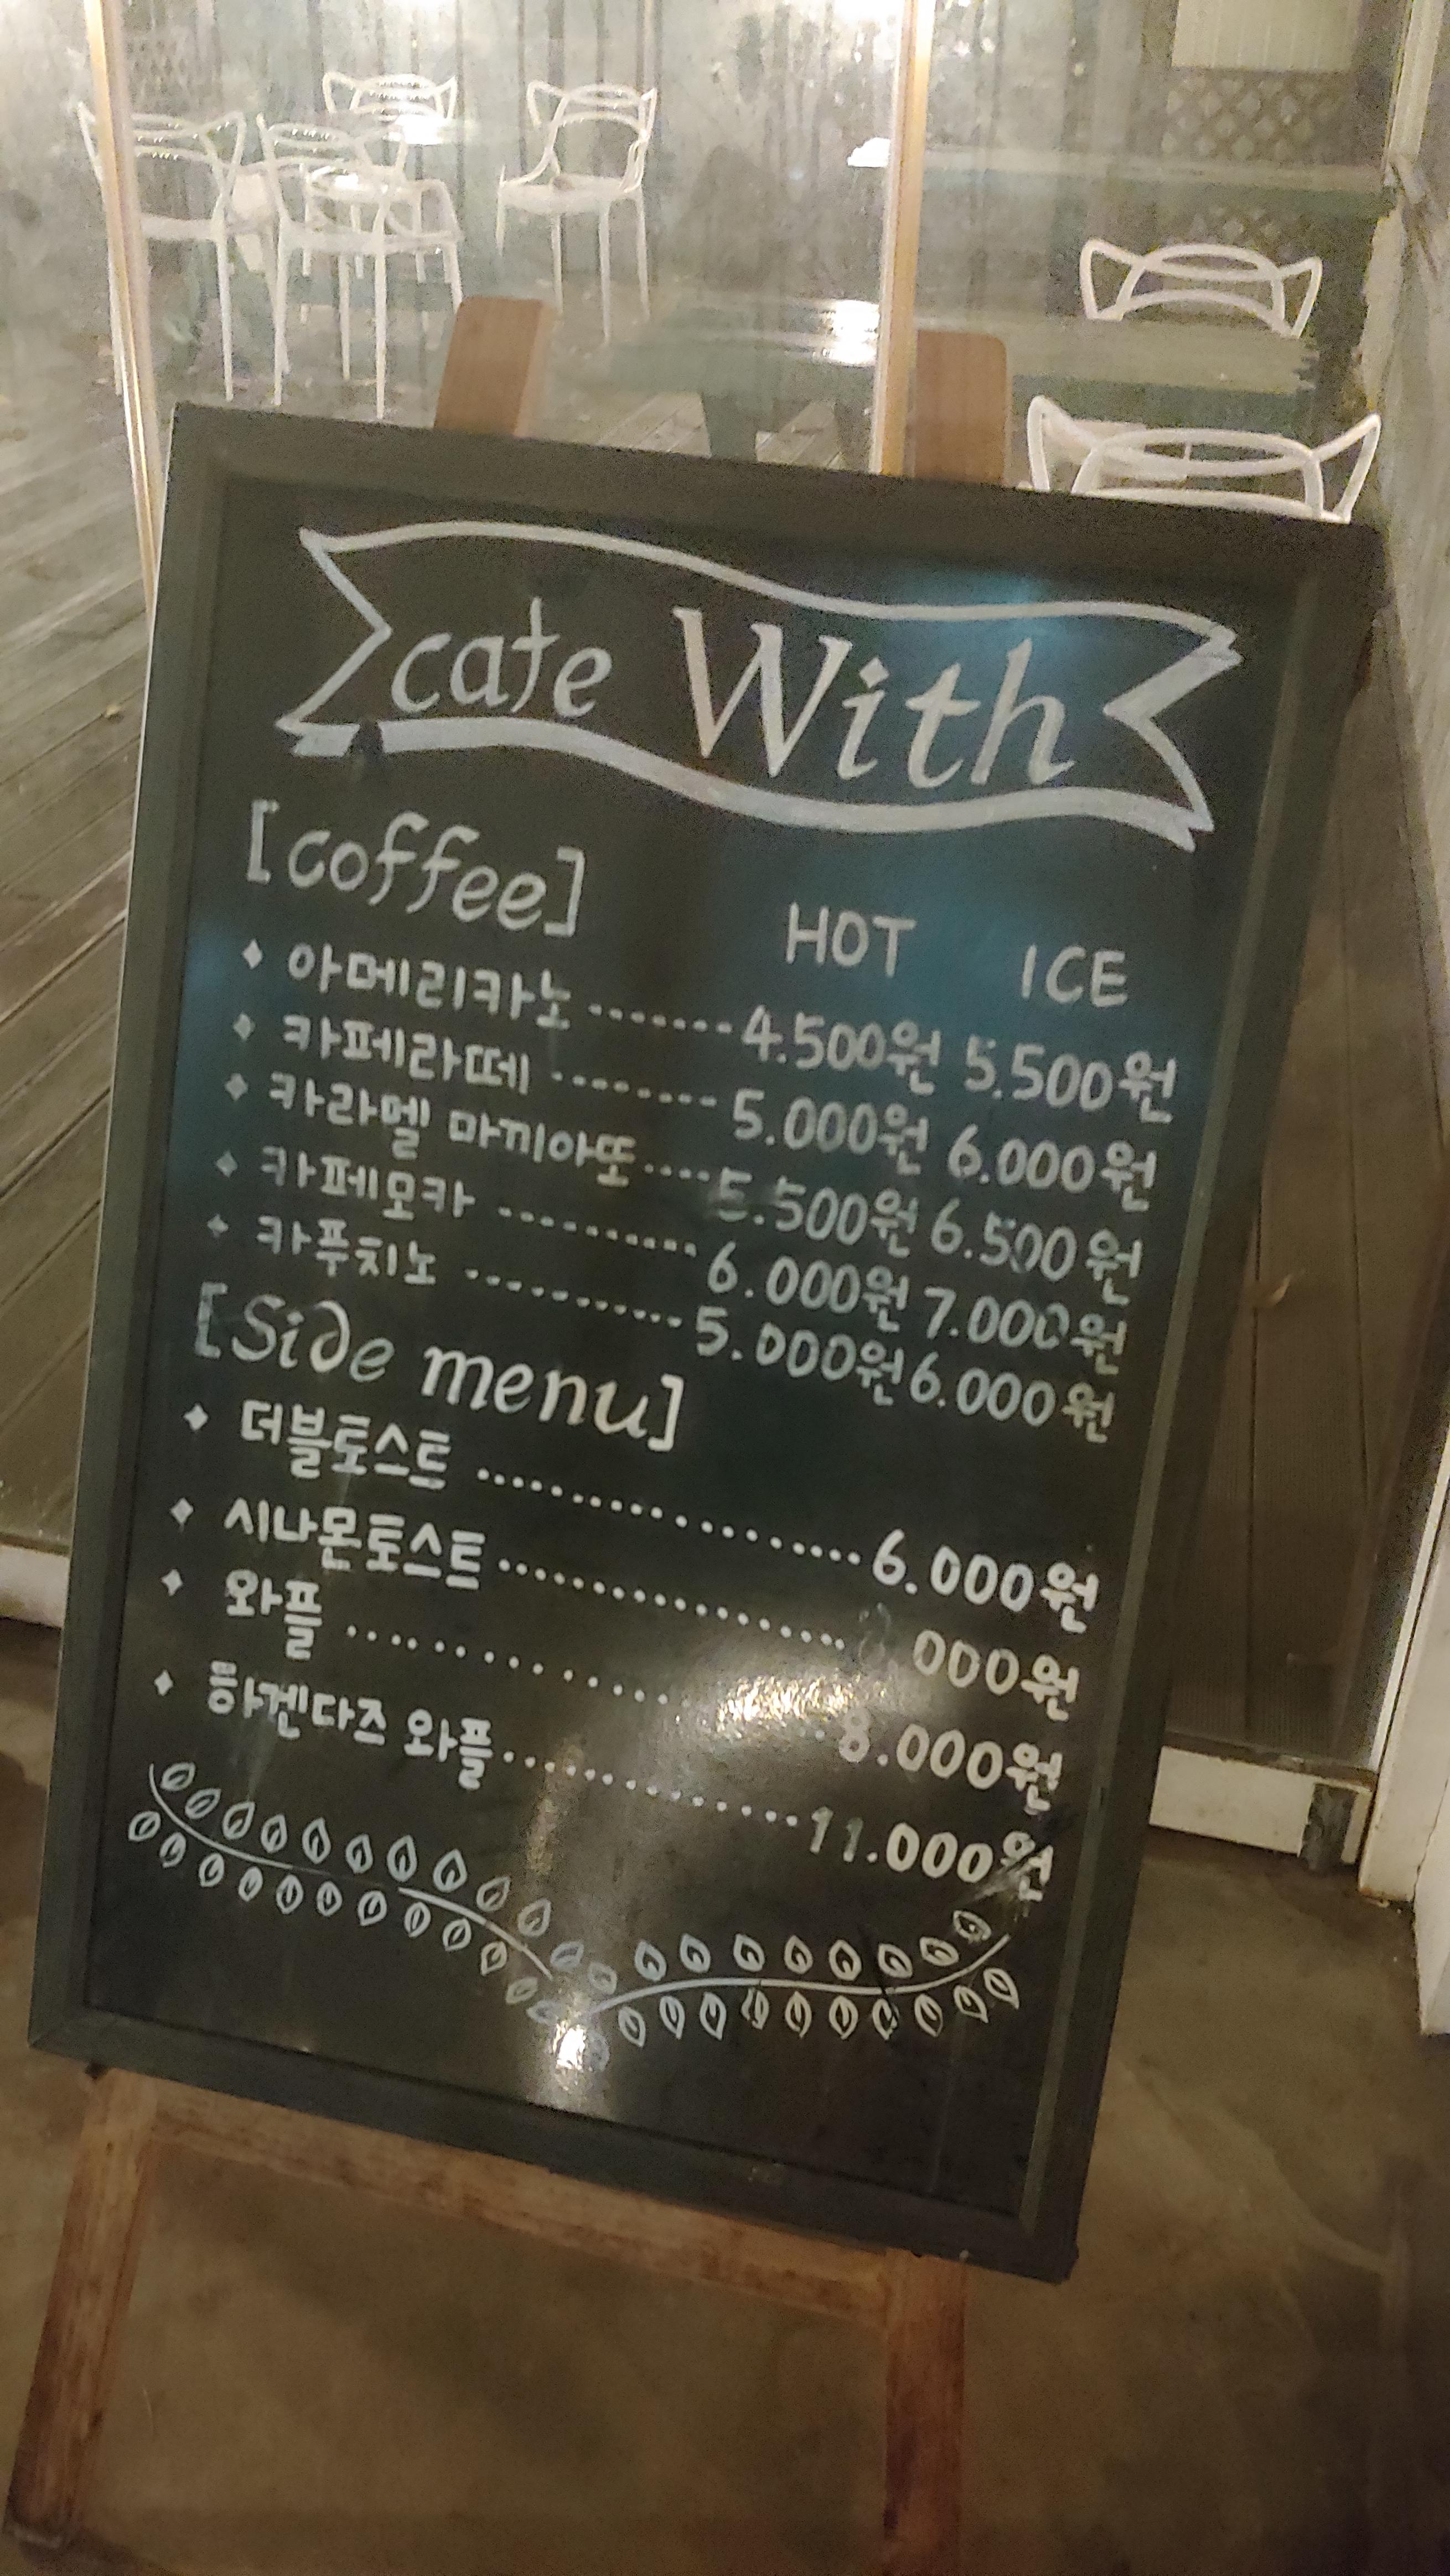 cafe With
[coffee]
HOT ICE
아메리카노 ------- 4.500원 5.500원
카페라떼 -------- 5.000원 6.000원
카라멜 마끼아또 ---- 5.500원 6.500원
카페모카 ---------- 6.000원 7.000원
카푸치노 ----------- 5.000원 6.000원
[Side menu]
더블토스트 .................... 6.000원
시나몬토스트 .................. 000원
와플 .................... 8.000원
하겐다즈 와플 ................ 11.000원